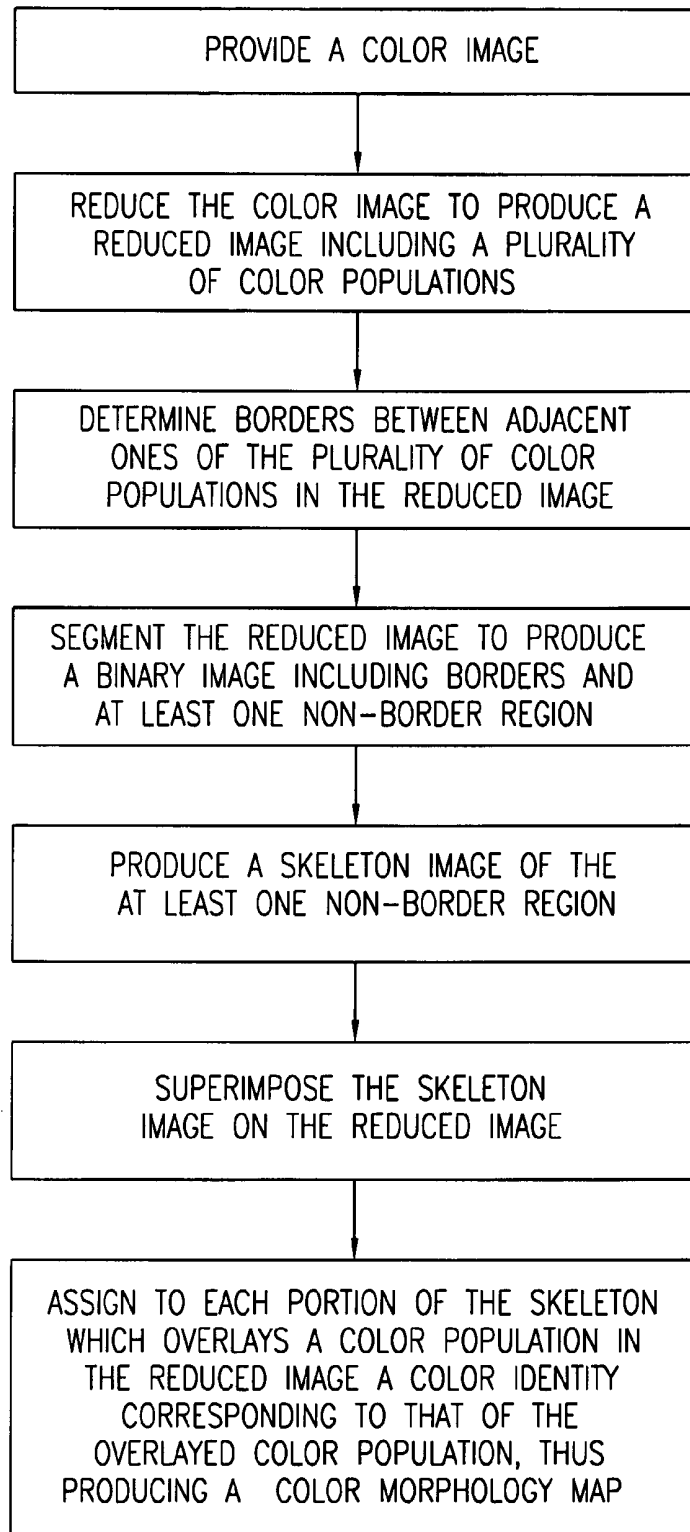 PROVIDE A COLOR IMAGE
REDUCE THE COLOR IMAGE TO PRODUCE A
REDUCED IMAGE INCLUDING A PLURALITY
OF COLOR POPULATIONS
DETERMINE BORDERS BETWEEN ADJACENT
ONES OF THE PLURALITY OF COLOR
POPULATIONS IN THE REDUCED IMAGE
SEGMENT THE REDUCED IMAGE TO PRODUCE
A BINARY IMAGE INCLUDING BORDERS AND
AT LEAST ONE NON-BORDER REGION
PRODUCE A SKELETON IMAGE OF THE
AT LEAST ONE NON-BORDER REGION
SUPERIMPOSE THE SKELETON
IMAGE ON THE REDUCED IMAGE
ASSIGN TO EACH PORTION OF THE SKELETON
WHICH OVERLAYS A COLOR POPULATION IN
THE REDUCED IMAGE A COLOR IDENTITY
CORRESPONDING TO THAT OF THE
OVERLAYED COLOR POPULATION, THUS
PRODUCING A COLOR MORPHOLOGY MAP